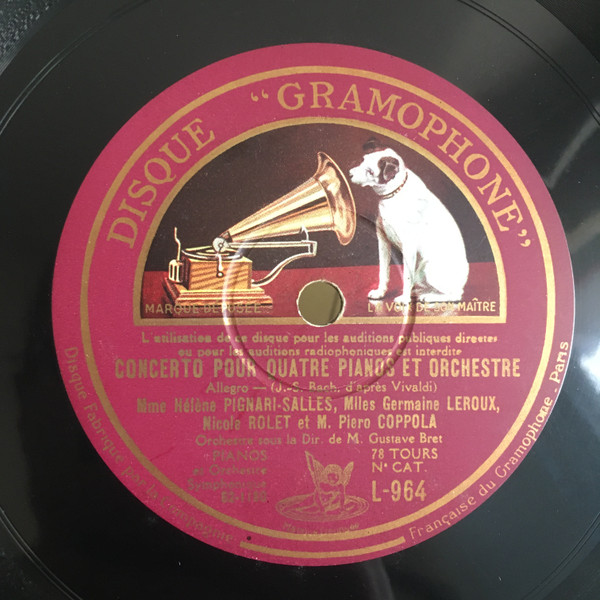 DISQUE “GRAMOPHONE”
MARQUE DÉPOSÉE
LA VOIX DE SON MAÎTRE
L'utilisation de ce disque pour les auditions publiques directes
ou pour les auditions radiophoniques est interdite
CONCERTO POUR QUATRE PIANOS ET ORCHESTRE
Allegro — (J.-S. Bach, d'après Vivaldi)
Mme Hélène PIGNARI-SALLES, Mlles Germaine LEROUX,
Nicole ROLET et M. Piero COPPOLA
Orchestre sous la Dir. de M. Gustave Bret
PIANOS
et Orchestre
Symphonique
78 TOURS
N° CAT.
L-964
Disque Fabriqué par la Compagnie
Française du Gramophone Paris